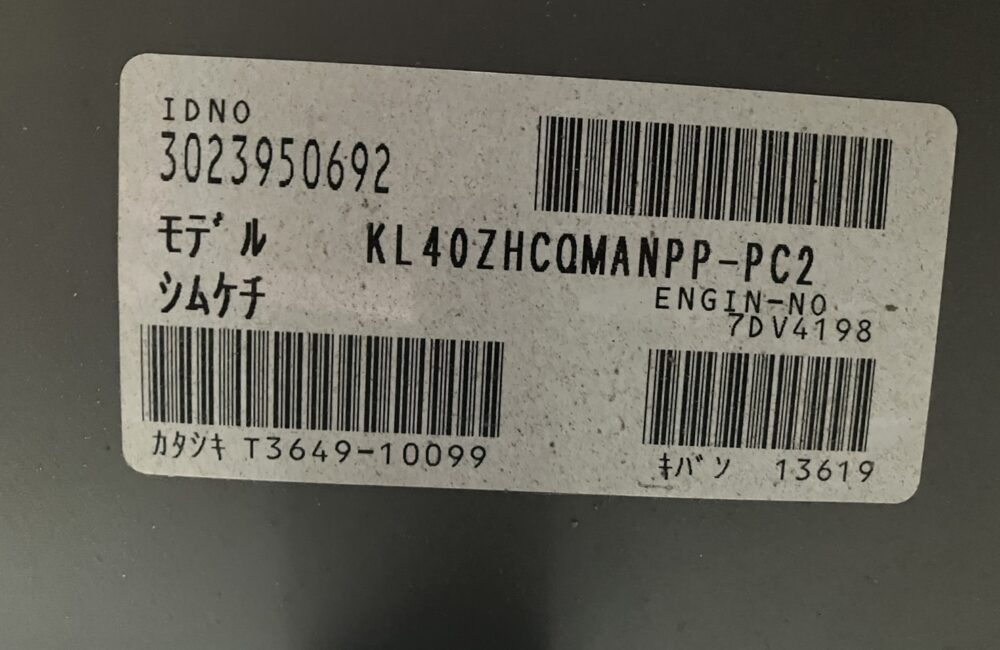 IDNO
3023950692
モデル KL40ZHCQMANPP-PC2
シムケチ
ENGIN-NO
7DV4198
カタシキ T3649-10099
キバン 13619